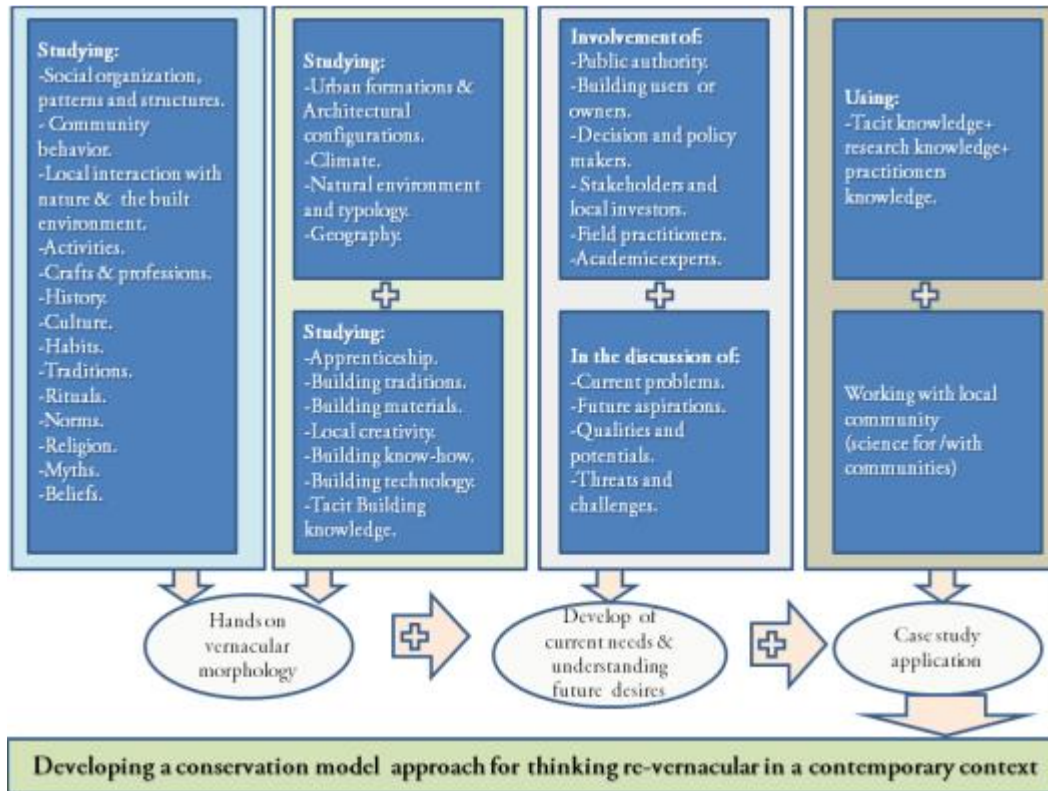 Studying:
-Social organization,
patterns and structures.
- Community
behavior.
-Local interaction with
nature & the built
environment.
-Activities.
-Crafts & professions.
-History.
-Culture.
-Habits.
-Traditions.
-Rituals.
-Norms.
-Religion.
-Myths.
-Beliefs.
Studying:
-Urban formations &
Architectural
configurations.
-Climate.
-Natural environment
and typology.
-Geography.
Studying:
-Apprenticeship.
-Building traditions.
-Building materials.
-Local creativity.
-Building know-how.
-Building technology.
-Tacit Building
knowledge.
Involvement of:
-Public authority.
-Building users or
owners.
-Decision and policy
makers.
- Stakeholders and
local investors.
-Field practitioners.
-Academic experts.
In the discussion of:
-Current problems.
-Future aspirations.
-Qualities and
potentials.
-Threats and
challenges.
Using:
-Tacit knowledge+
research knowledge+
practitioners
knowledge.
Working with local
community
(science for /with
communities)
Hands on
vernacular
morphology
Develop of
current needs &
understanding
future desires
Case study
application
Developing a conservation model approach for thinking re-vernacular in a contemporary context